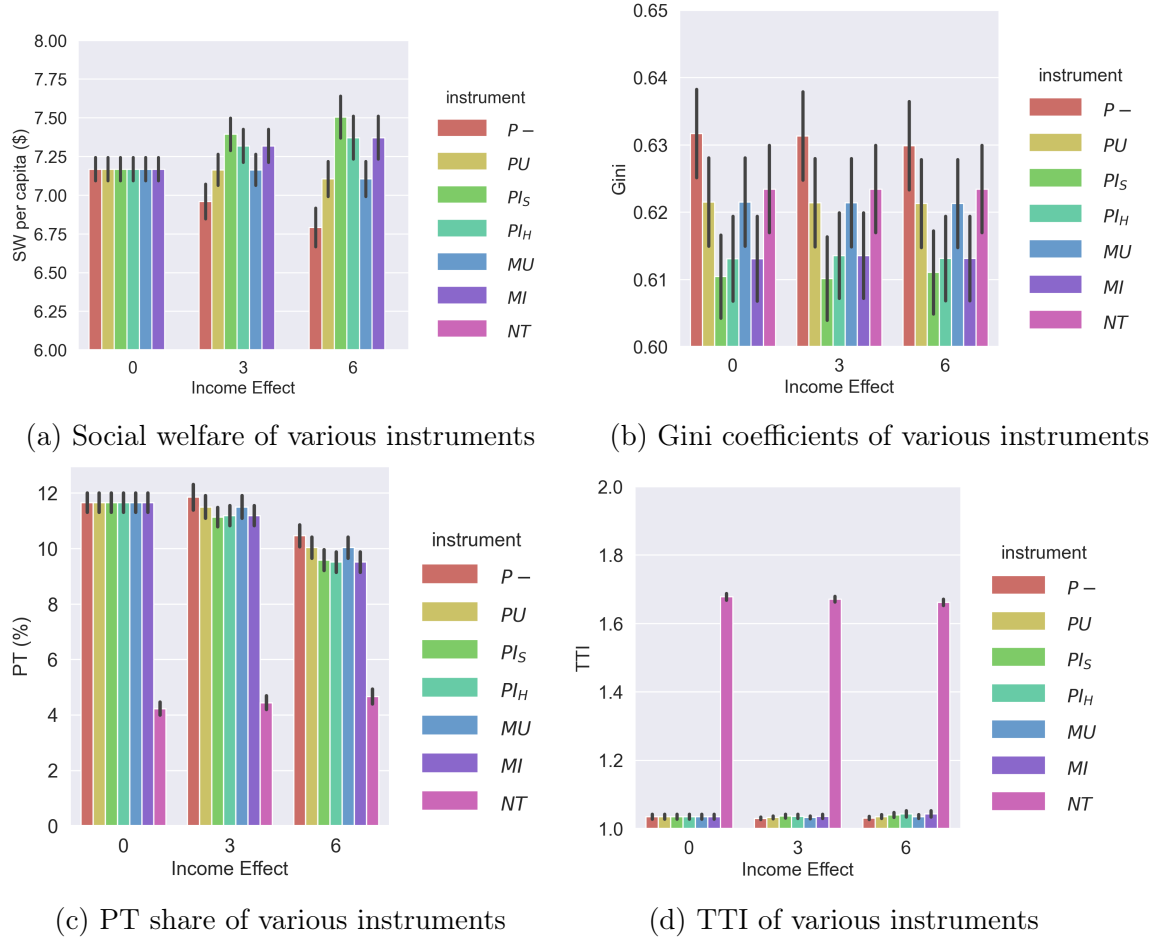 8.00
7.75
7.50
7.25
7.00
6.75
6.50
6.25
6.00
SW per capita ($)
0 3 6
Income Effect
instrument
P −
PU
PI_S
PI_H
MU
MI
NT
(a) Social welfare of various instruments
0.65
0.64
0.63
0.62
0.61
0.60
Gini
0 3 6
Income Effect
instrument
P −
PU
PI_S
PI_H
MU
MI
NT
(b) Gini coefficients of various instruments
12
10
8
6
4
2
0
PT (%)
0 3 6
Income Effect
instrument
P −
PU
PI_S
PI_H
MU
MI
NT
(c) PT share of various instruments
2.0
1.8
1.6
1.4
1.2
1.0
TTI
0 3 6
Income Effect
instrument
P −
PU
PI_S
PI_H
MU
MI
NT
(d) TTI of various instruments